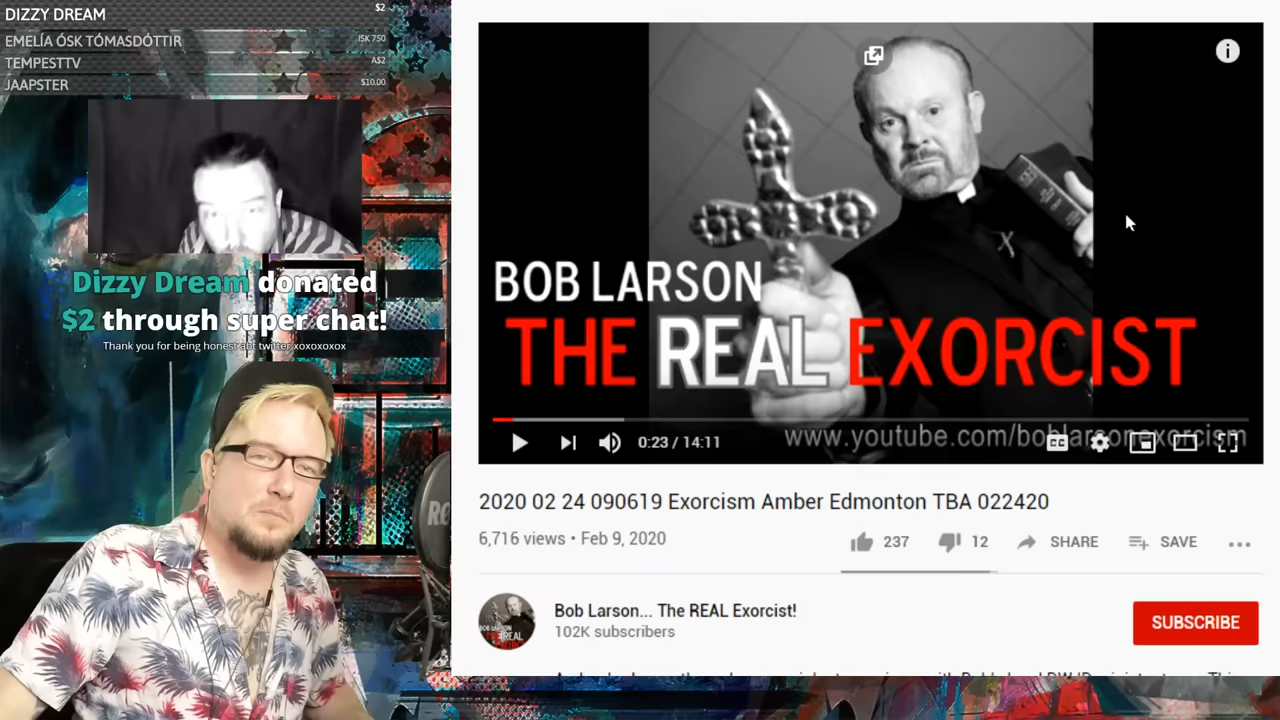 DIZZY DREAM $2
EMELÍA ÓSK TÓMASDÓTTIR ISK 750
TEMPESTTV A$2
JAAPSTER $10.00
Dizzy Dream donated
$2 through super chat!
Thank you for being honest abt twitter xoxoxoxox
BOB LARSON
THE REAL EXORCIST
www.youtube.com/boblarsonexorcism
0:23 / 14:11
CC
2020 02 24 090619 Exorcism Amber Edmonton TBA 022420
6,716 views • Feb 9, 2020
237
12
SHARE
SAVE
Bob Larson... The REAL Exorcist!
102K subscribers
SUBSCRIBE